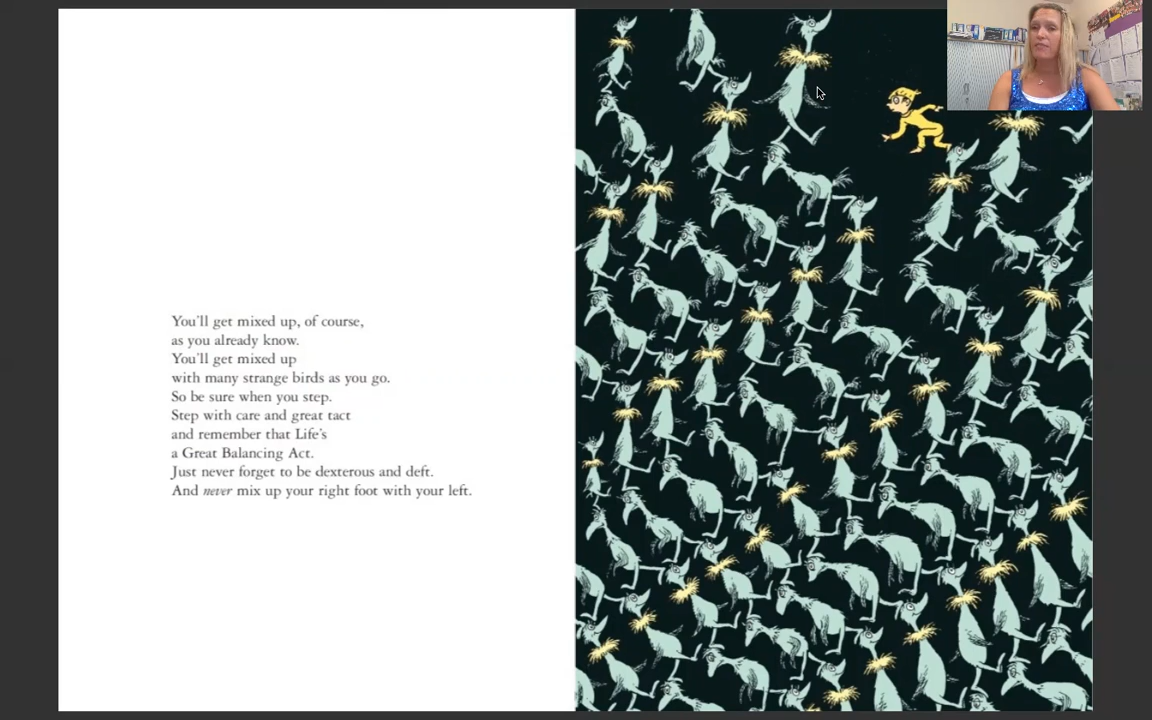 You'll get mixed up, of course,
as you already know.
You'll get mixed up
with many strange birds as you go.
So be sure when you step.
Step with care and great tact
and remember that Life's
a Great Balancing Act.
Just never forget to be dexterous and deft.
And never mix up your right foot with your left.